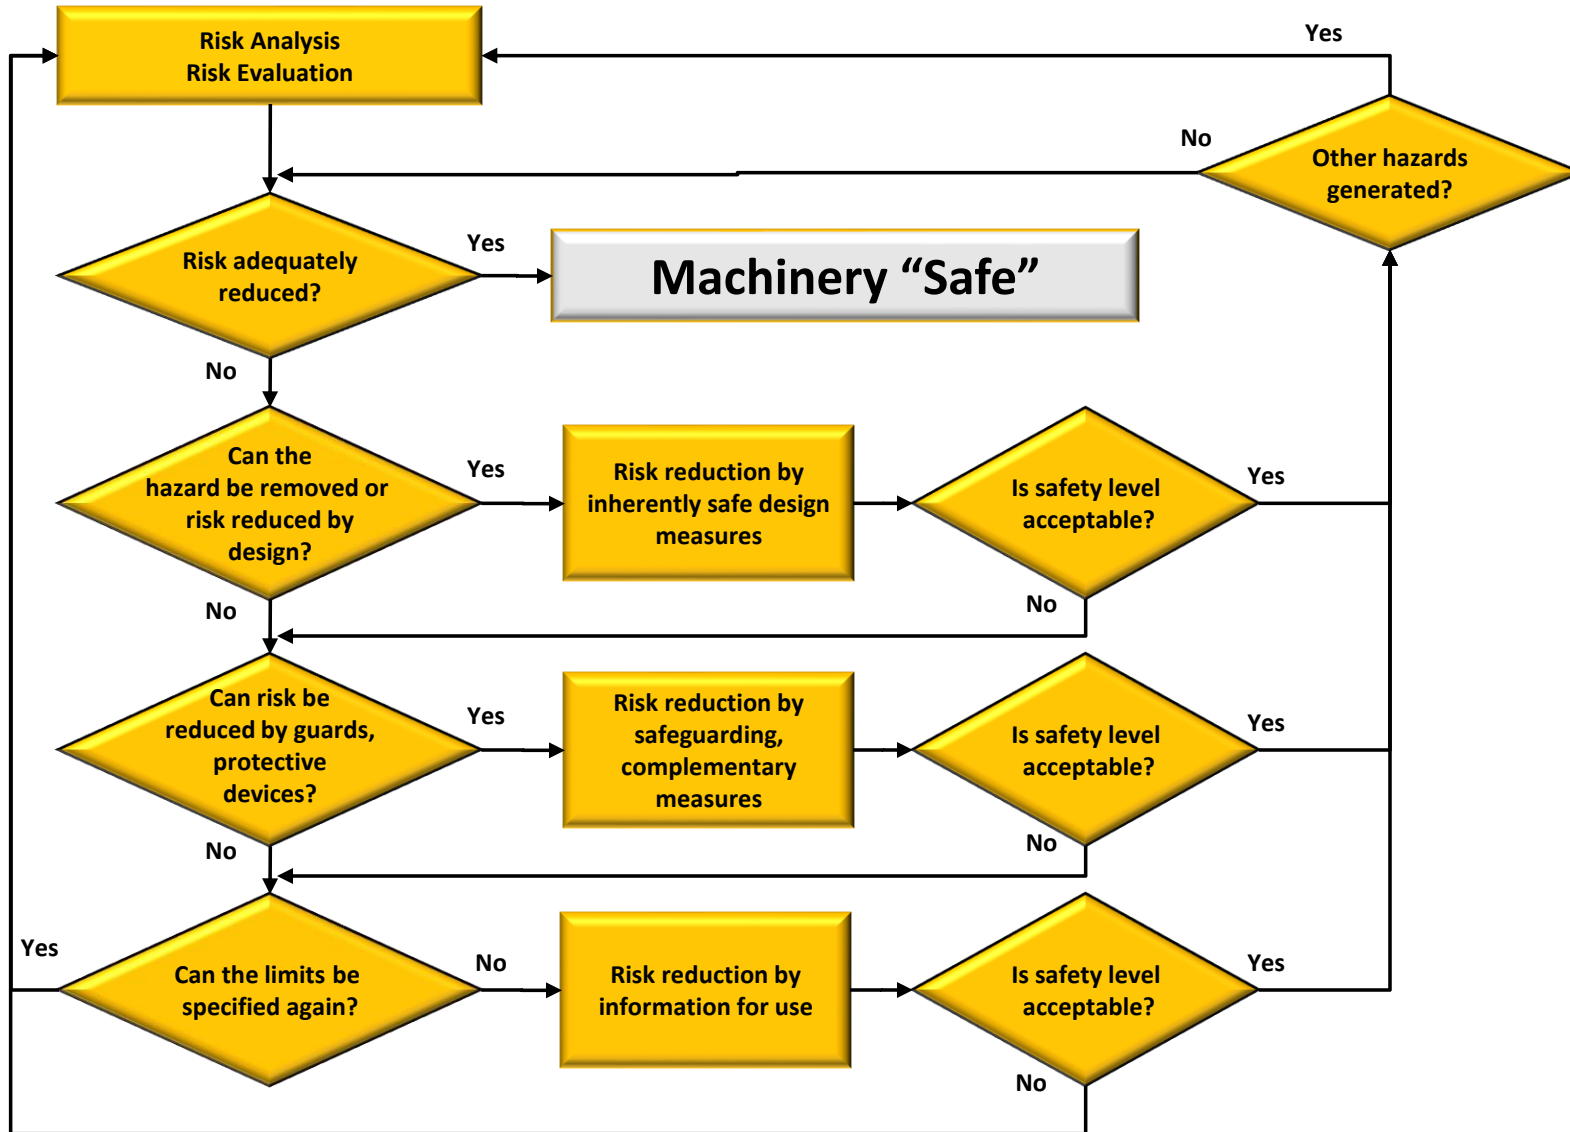 Risk Analysis
Risk Evaluation
Yes
No
Other hazards
generated?
Risk adequately
reduced?
Yes
Machinery “Safe”
No
Can the
hazard be removed or
risk reduced by
design?
Yes
Risk reduction by
inherently safe design
measures
Is safety level
acceptable?
Yes
No
No
Can risk be
reduced by guards,
protective
devices?
Yes
Risk reduction by
safeguarding,
complementary
measures
Is safety level
acceptable?
Yes
No
No
Yes
Can the limits be
specified again?
No
Risk reduction by
information for use
Is safety level
acceptable?
Yes
No